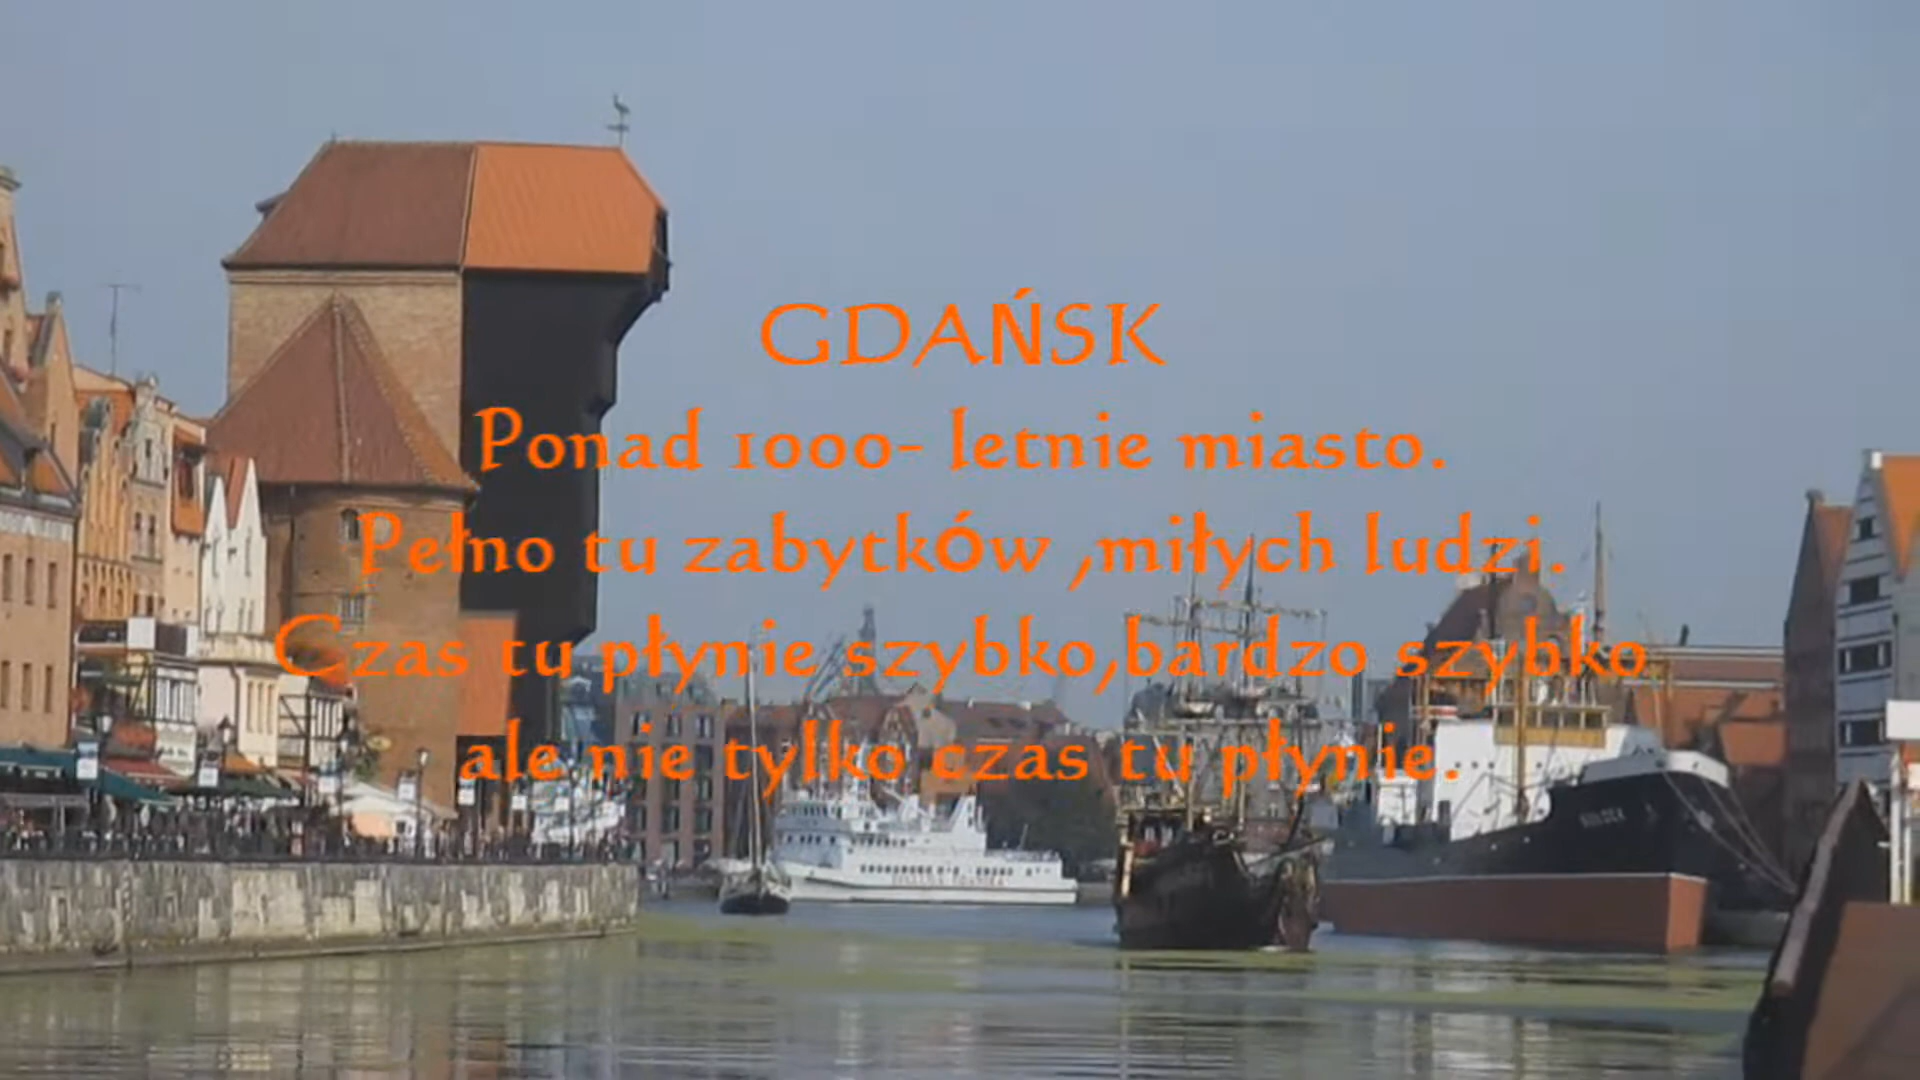 GDAŃSK
Ponad 1000- letnie miasto.
Pełno tu zabytków ,miłych ludzi.
Czas tu płynie szybko,bardzo szybko
ale nie tylko czas tu płynie.
SOŁDEK